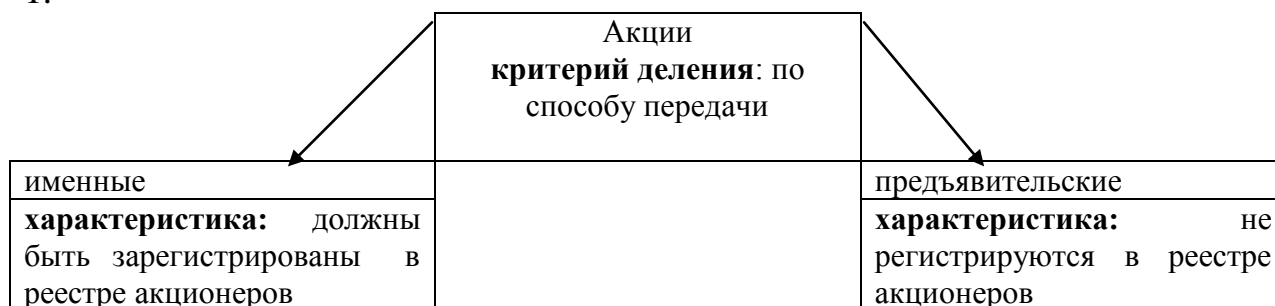 Акции
критерий деления: по
способу передачи
именные
предъявительские
характеристика: должны
быть зарегистрированы в
реестре акционеров
характеристика: не
регистрируются в реестре
акционеров